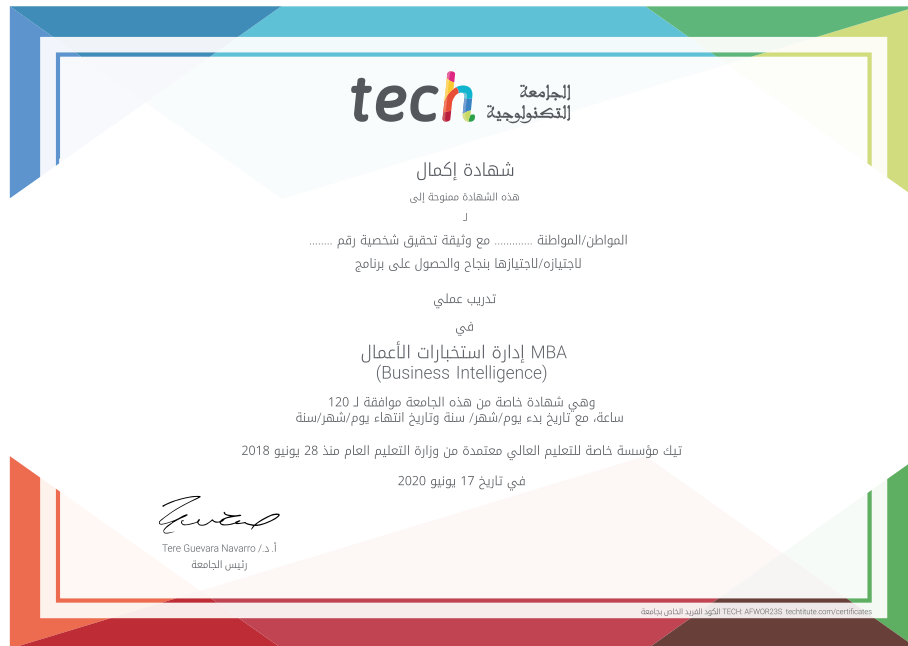 tech الجامعة
التكنولوجية
شهادة إكمال
هذه الشهادة ممنوحة إلى
لـ
المواطن/المواطنة ............. مع وثيقة تحقيق شخصية رقم ........
لاجتيازه/لاجتيازها بنجاح والحصول على برنامج
تدريب عملي
في
MBA إدارة استخبارات الأعمال
(Business Intelligence)
وهي شهادة خاصة من هذه الجامعة موافقة لـ 120
ساعة، مع تاريخ بدء يوم/شهر/ سنة وتاريخ انتهاء يوم/شهر/سنة
تيك مؤسسة خاصة للتعليم العالي معتمدة من وزارة التعليم العام منذ 28 يونيو 2018
في تاريخ 17 يونيو 2020
أ.د./ Tere Guevara Navarro
رئيس الجامعة
الكود الفريد الخاص بجامعة TECH: AFWOR23S techtitute.com/certificates